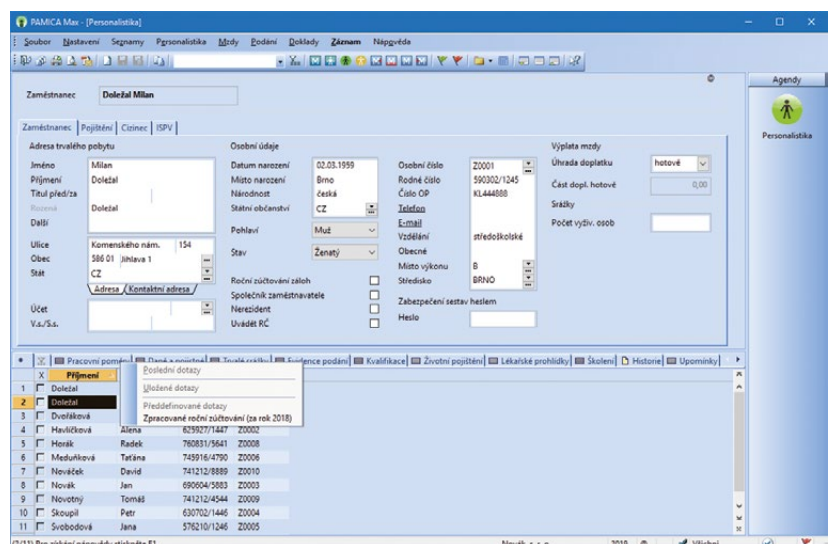 PAMICA Max - [Personalistika]
Soubor Nastavení Seznamy Personalistika Mzdy Podání Doklady Záznam Nápověda
Agendy
Personalistika
Zaměstnanec Doležal Milan
Zaměstnanec Pojištění Cizinec ISPV
Adresa trvalého pobytu Osobní údaje Výplata mzdy
Jméno Milan Datum narození 02.03.1959 Osobní číslo Z0001 Úhrada doplatku hotově
Příjmení Doležal Místo narození Brno Rodné číslo 590302/1245
Titul před/za Národnost česká Číslo OP KL444888 Část dopl. hotově 0,00
Rozená Doležal Státní občanství CZ Telefon Srážky
Další Pohlaví Muž E-mail Počet vyživ. osob
Vzdělání středoškolské
Ulice Komenského nám. 154 Stav Ženatý Obecné
Obec 586 01 Jihlava 1 Místo výkonu B
Stát CZ Roční zúčtování záloh Středisko BRNO
Adresa Kontaktní adresa Společník zaměstnavatele Zabezpečení sestav heslem
Účet Nerezident Heslo
V.s./S.s. Uvádět RČ
Pracovní poměry Daně a pojistné Trvalé srážky Evidence podání Kvalifikace Životní pojištění Lékařské prohlídky Školení Historie Upomínky
X Příjmení
Poslední dotazy
Uložené dotazy
Předdefinované dotazy
Zpracované roční zúčtování (za rok 2018)
1 Doležal
2 Doležal
3 Dvořáková
4 Havlíčková Alena 625927/1447 Z0002
5 Horák Radek 760831/5641 Z0008
6 Meduňková Taťána 745916/4790 Z0006
7 Nováček David 741212/8889 Z0010
8 Novák Jan 690604/5883 Z0003
9 Novotný Tomáš 741212/4544 Z0009
10 Skoupil Petr 630702/1446 Z0004
11 Svobodová Jana 576210/1246 Z0005
(2/11) Pro získání nápovědy stiskněte F1. Novák s.r.o. 2019 Všichni